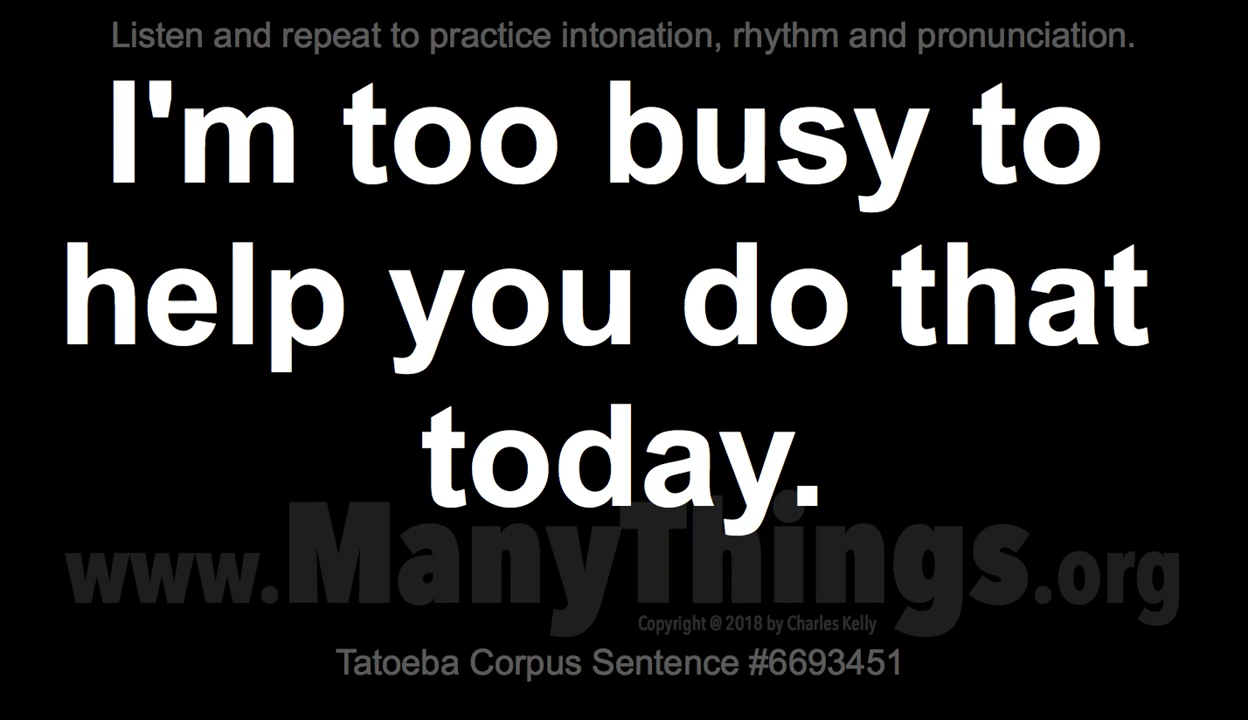 Listen and repeat to practice intonation, rhythm and pronunciation.
I'm too busy to
help you do that
today.
www.ManyThings.org
Copyright @ 2018 by Charles Kelly
Tatoeba Corpus Sentence #6693451